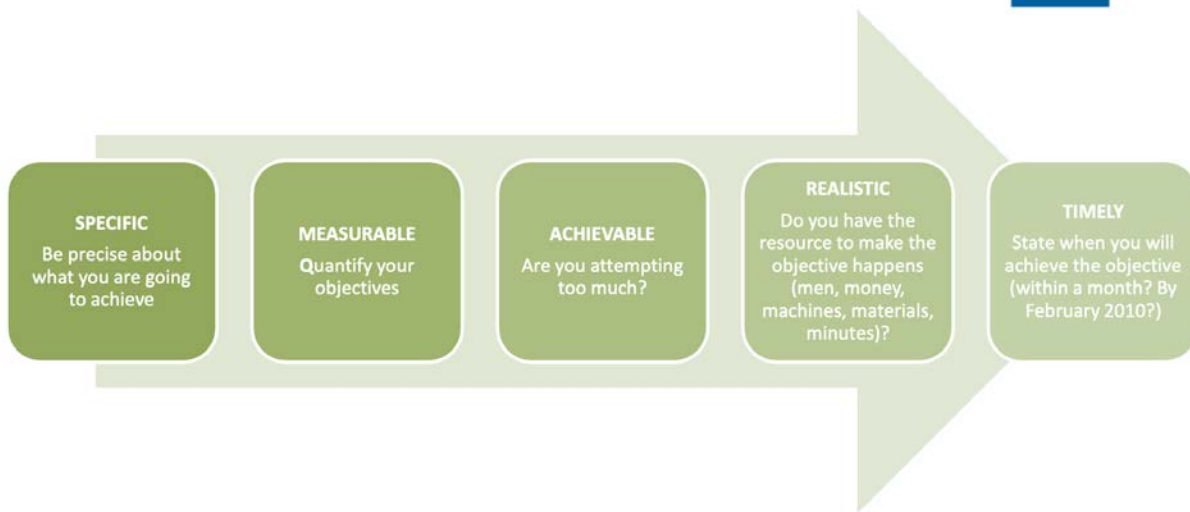 SPECIFIC
Be precise about
what you are going
to achieve
MEASURABLE
Quantify your
objectives
ACHIEVABLE
Are you attempting
too much?
REALISTIC
Do you have the
resource to make the
objective happens
(men, money,
machines, materials,
minutes)?
TIMELY
State when you will
achieve the objective
(within a month? By
February 2010?)